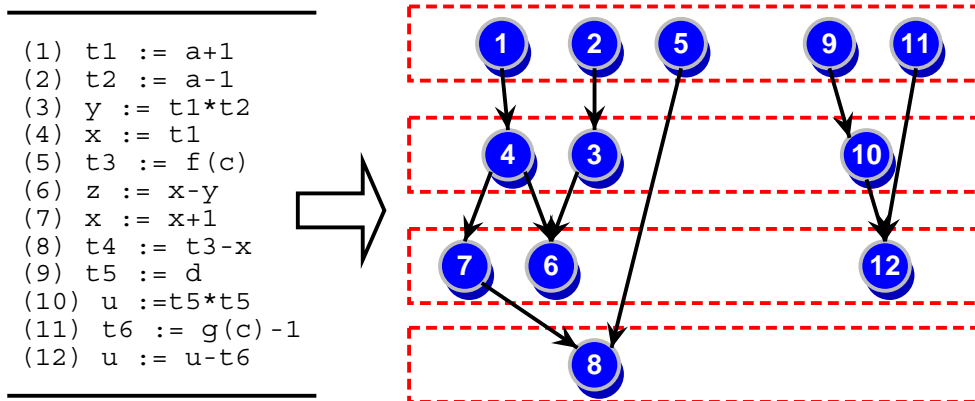 (1) t1 := a+1
(2) t2 := a-1
(3) y := t1*t2
(4) x := t1
(5) t3 := f(c)
(6) z := x-y
(7) x := x+1
(8) t4 := t3-x
(9) t5 := d
(10) u :=t5*t5
(11) t6 := g(c)-1
(12) u := u-t6
1 2 5 9 11
4 3 10
7 6 12
8